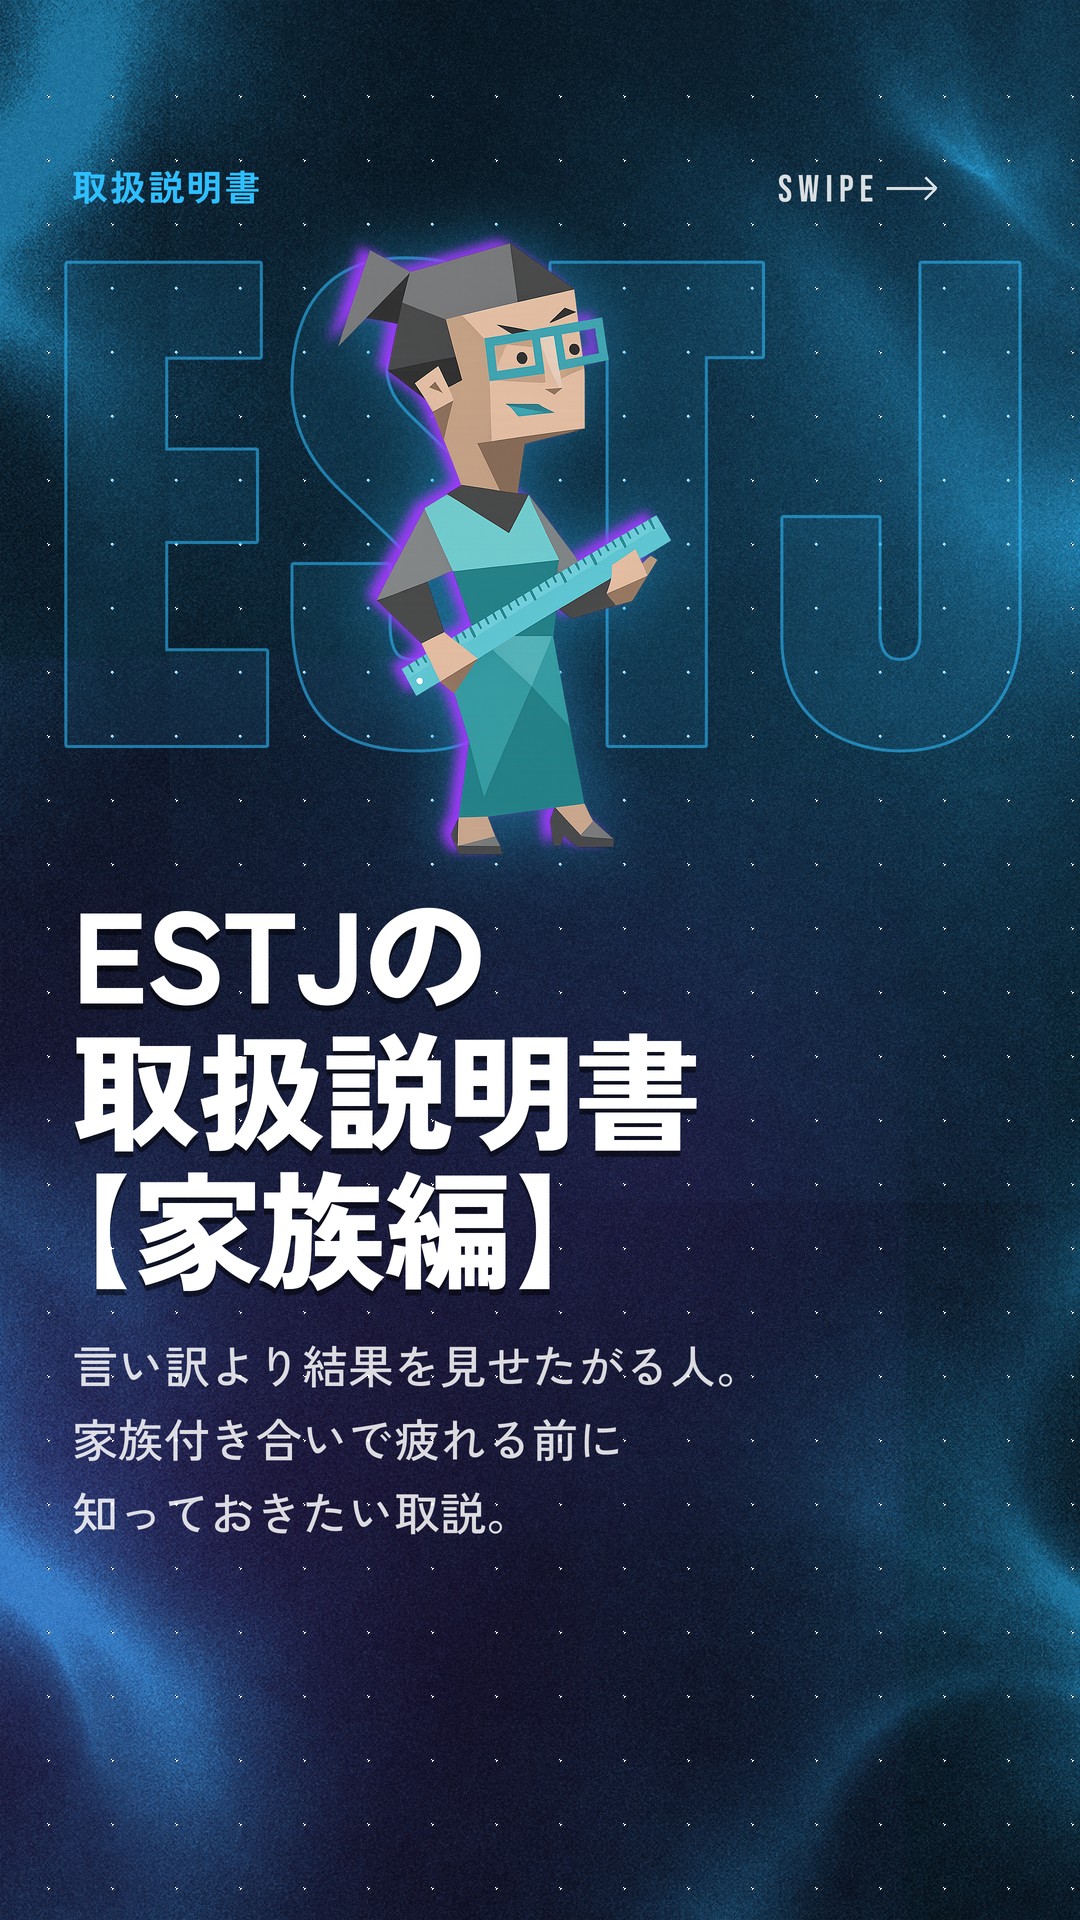 取扱説明書
SWIPE →
ESTJ
ESTJの
取扱説明書
【家族編】
言い訳より結果を見せたがる人。
家族付き合いで疲れる前に
知っておきたい取説。